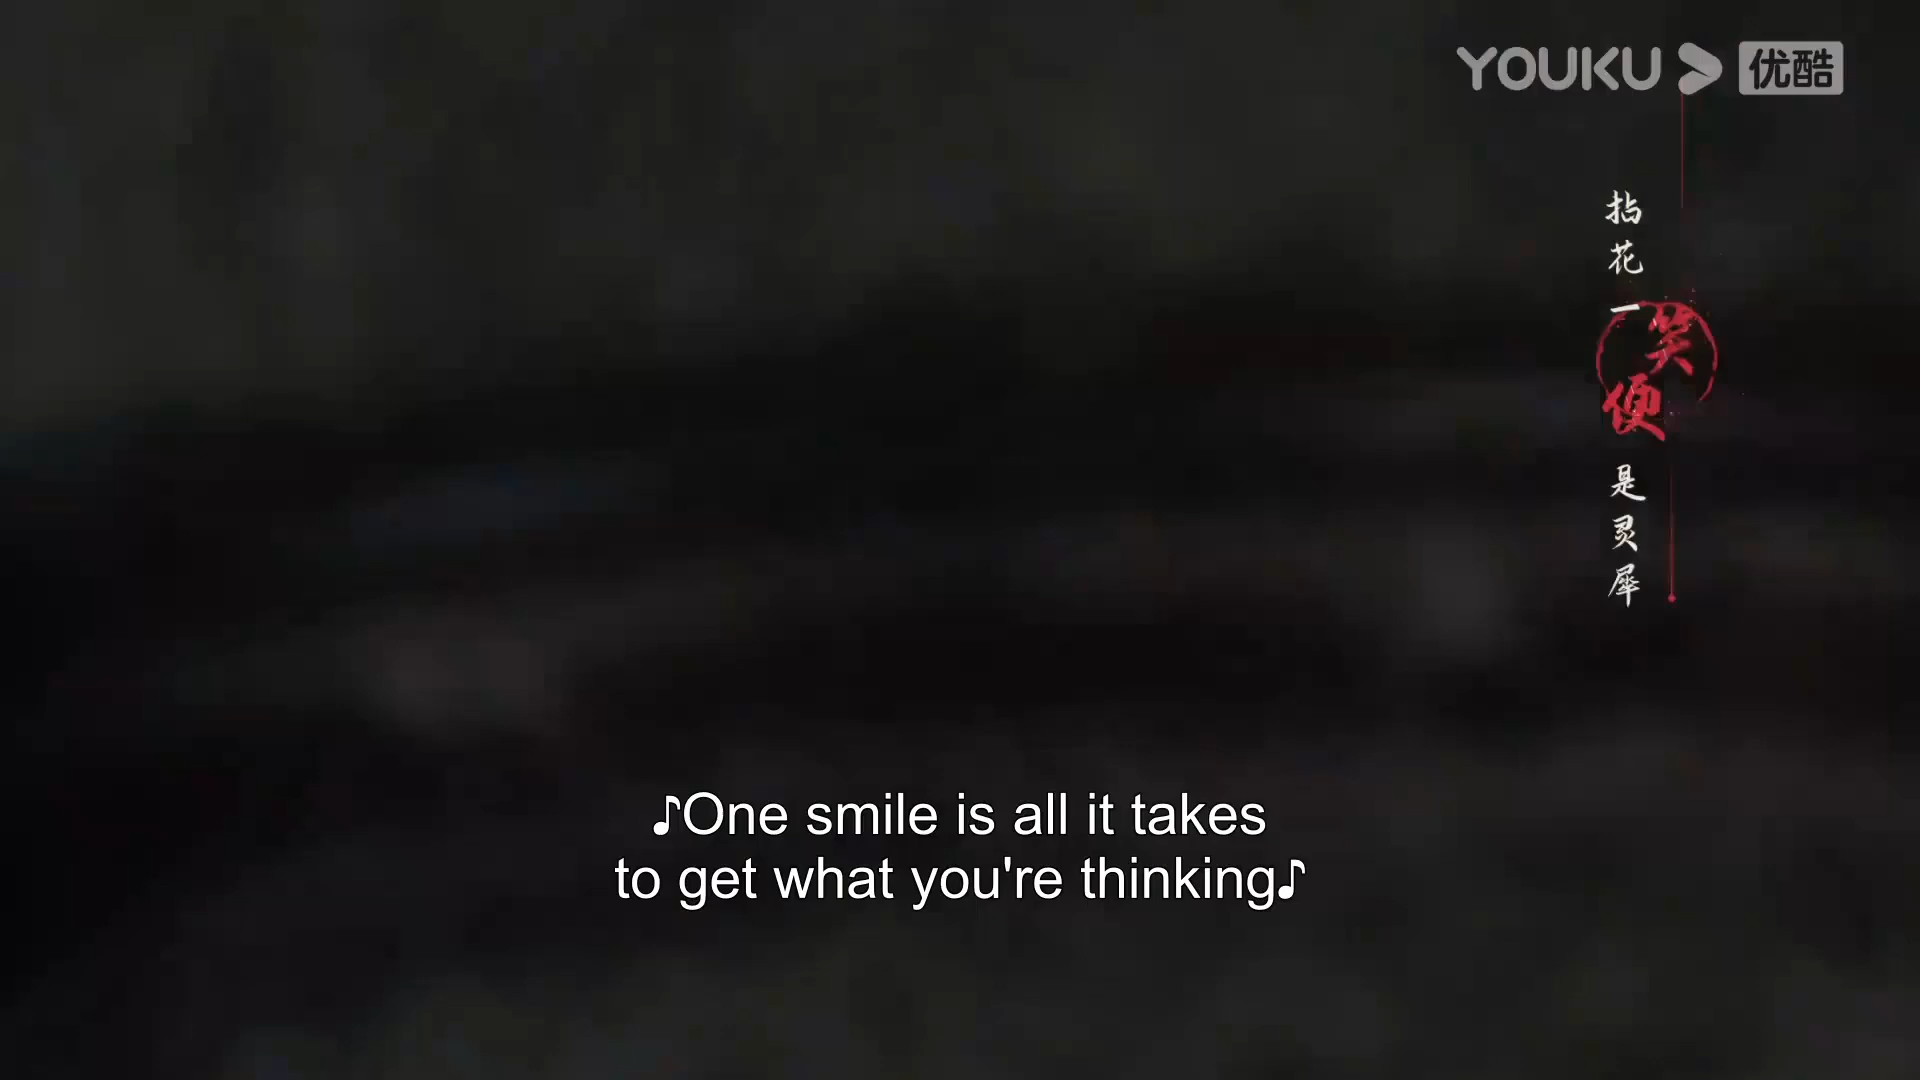 YOUKU 优酷
拈花一笑便是灵犀
♪One smile is all it takes
to get what you're thinking♪